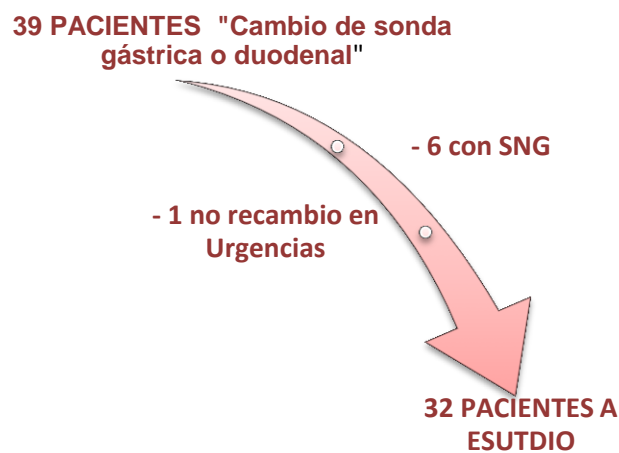 39 PACIENTES "Cambio de sonda
gástrica o duodenal"
- 6 con SNG
- 1 no recambio en
Urgencias
32 PACIENTES A
ESUTDIO